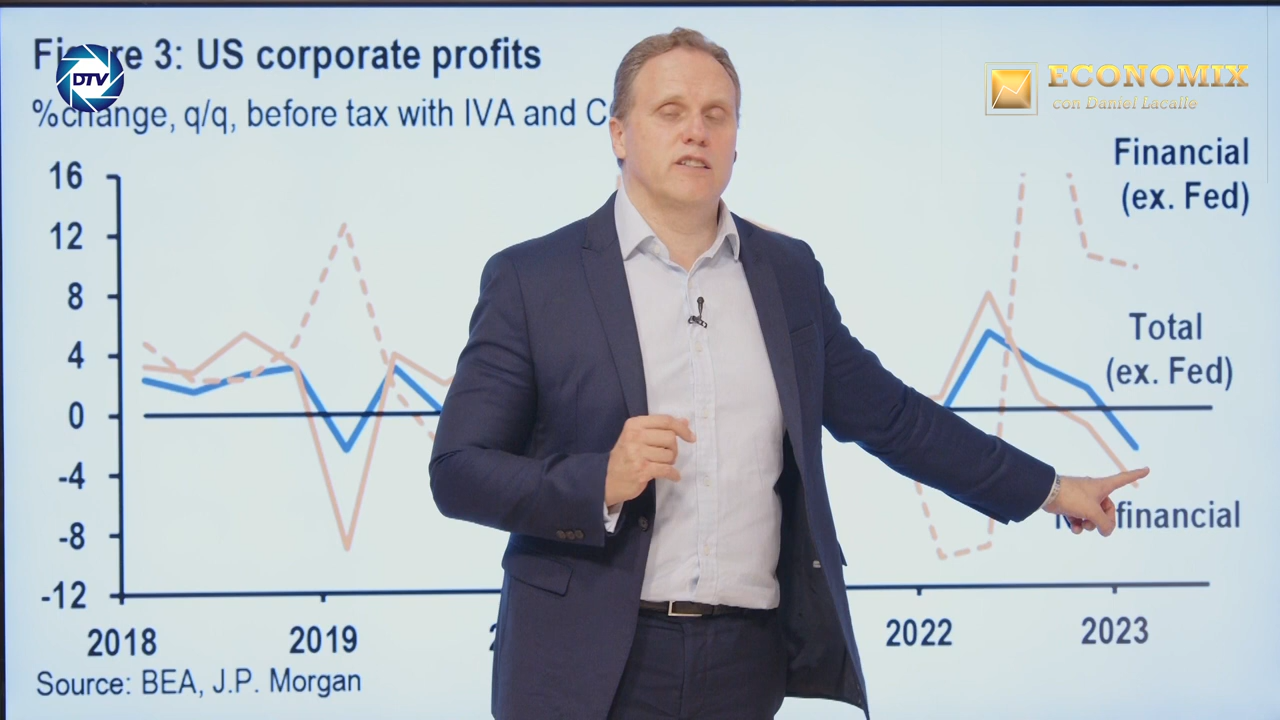 Figure 3: US corporate profits
DTV
%change, q/q, before tax with IVA and C
ECONOMIX
con Daniel Lacalle
Financial
(ex. Fed)
Total
(ex. Fed)
financial
16
12
8
4
0
-4
-8
-12
2018
2019
2022
2023
Source: BEA, J.P. Morgan